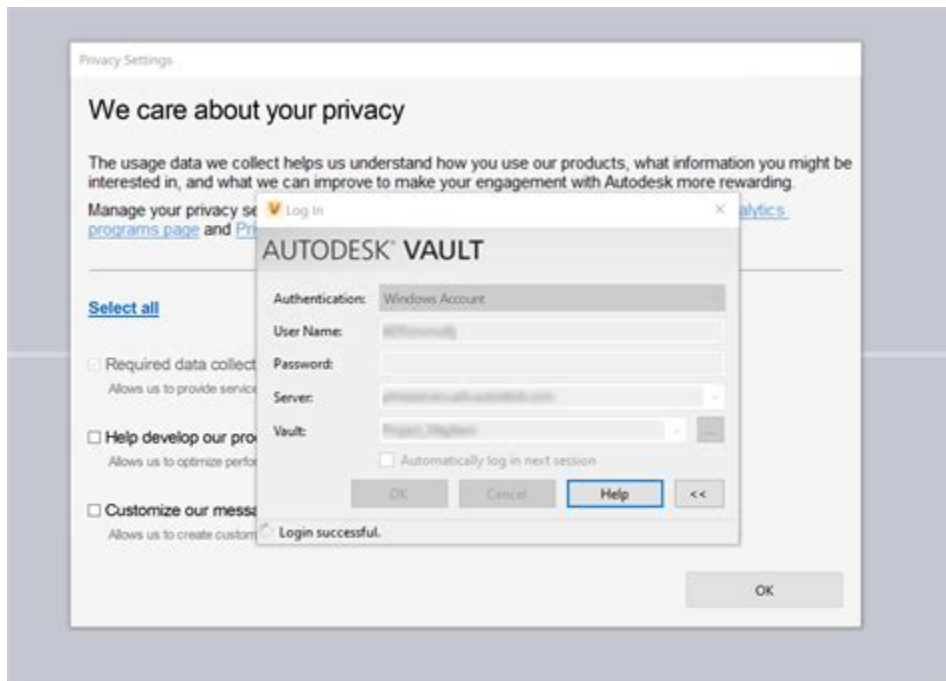 Privacy Settings
We care about your privacy
The usage data we collect helps us understand how you use our products, what information you might be
interested in, and what we can improve to make your engagement with Autodesk more rewarding.
Manage your privacy se
alytics
programs page and Pri
Select all
Required data collect
Allows us to provide service
Help develop our pro
Allows us to optimize perfo
Customize our messa
Allows us to create custom
OK
Log In
AUTODESK® VAULT
Authentication: Windows Account
User Name:
Password:
Server:
Vault:
...
Automatically log in next session
OK Cancel Help <<
Login successful.